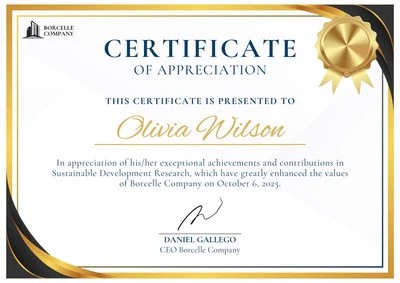 BORCELLE
COMPANY
CERTIFICATE
OF APPRECIATION
THIS CERTIFICATE IS PRESENTED TO
Olivia Wilson
In appreciation of his/her exceptional achievements and contributions in
Sustainable Development Research, which have greatly enhanced the values
of Borcelle Company on October 6, 2025.
DANIEL GALLEGO
CEO Borcelle Company